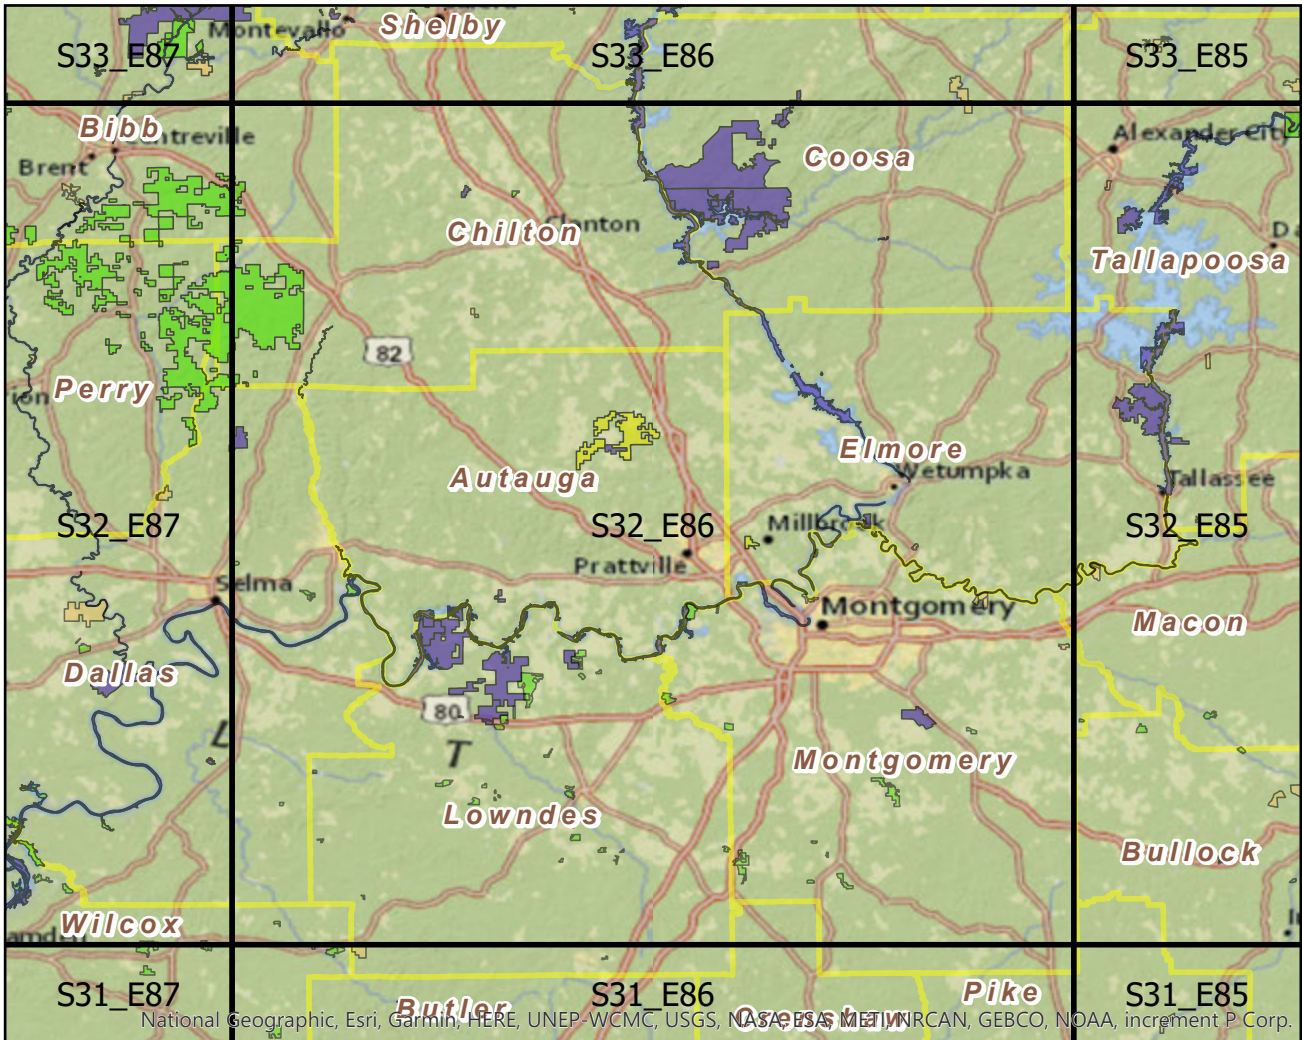 Shelby
Montevallo
S33_E87
S33_E86
S33_E85
Bibb
Centreville
Brent
Alexander City
Coosa
Chilton
Clanton
Tallapoosa
82
Perry
Elmore
Wetumpka
Autauga
Tallassee
S32_E87
S32_E86
S32_E85
Millbrook
Prattville
Selma
Montgomery
Macon
Dallas
80
L
T
Montgomery
Lowndes
Bullock
Wilcox
S31_E87
S31_E86
S31_E85
Butler
Pike
Crenshaw
National Geographic, Esri, Garmin, HERE, UNEP-WCMC, USGS, NASA, ESA, METI, NRCAN, GEBCO, NOAA, increment P Corp.